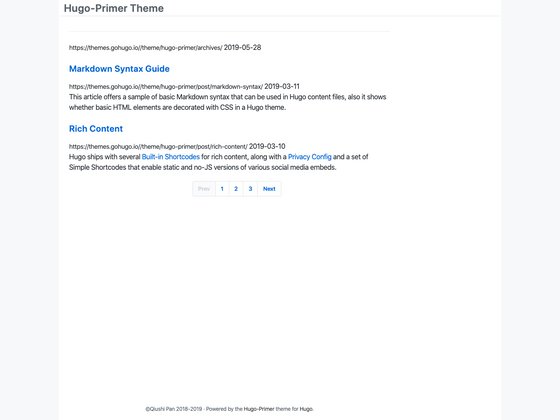 Hugo-Primer Theme
https://themes.gohugo.io//theme/hugo-primer/archives/ 2019-05-28
Markdown Syntax Guide
https://themes.gohugo.io//theme/hugo-primer/post/markdown-syntax/ 2019-03-11
This article offers a sample of basic Markdown syntax that can be used in Hugo content files, also it shows
whether basic HTML elements are decorated with CSS in a Hugo theme.
Rich Content
https://themes.gohugo.io//theme/hugo-primer/post/rich-content/ 2019-03-10
Hugo ships with several Built-in Shortcodes for rich content, along with a Privacy Config and a set of
Simple Shortcodes that enable static and no-JS versions of various social media embeds.
Prev 1 2 3 Next
©Qiushi Pan 2018-2019 · Powered by the Hugo-Primer theme for Hugo.